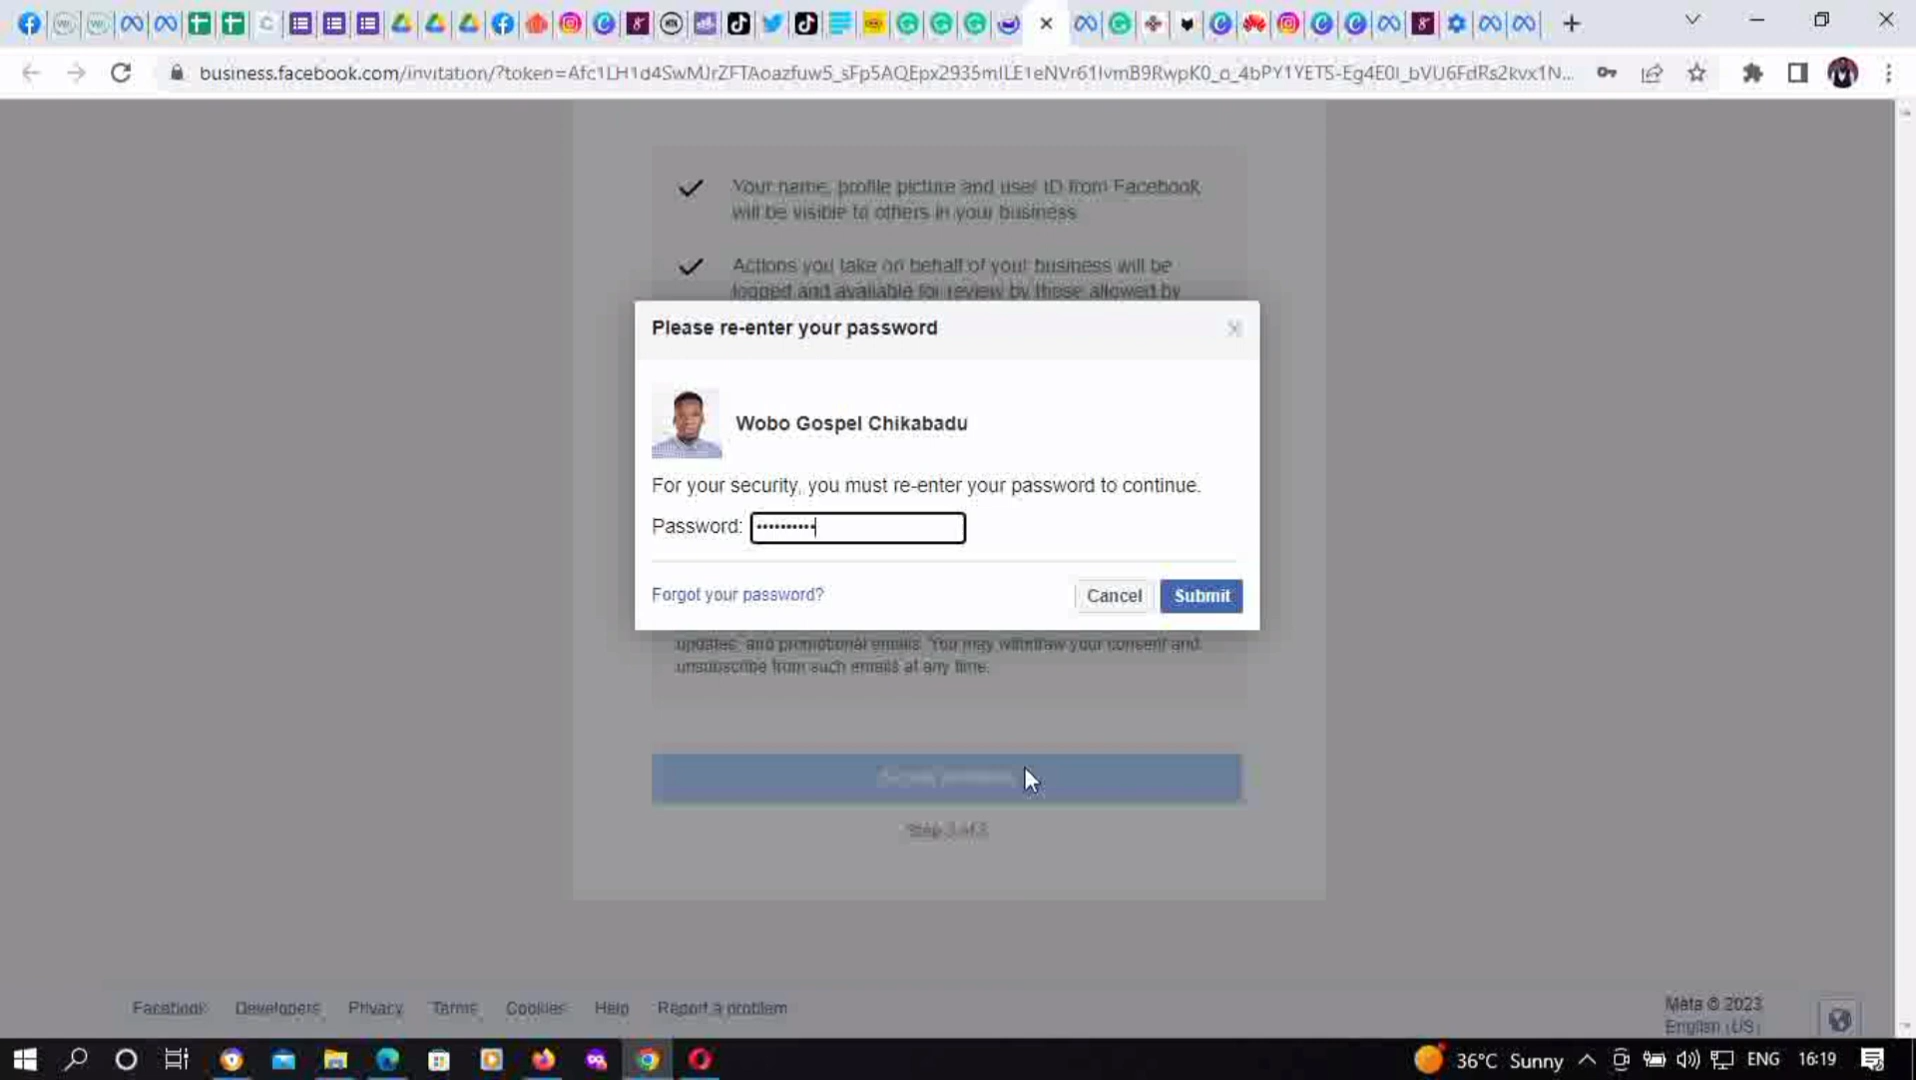 business.facebook.com/invitation/?token=Afc1LH1d4SwMJrZFTAoazfuw5_sFp5AQEpx2935mILE1eNVr61IvmB9RwpK0_o_4bPY1YETS-Eg4E0I_bVU6FdRs2kvx1N...
Your name, profile picture and user ID from Facebook
will be visible to others in your business
Actions you take on behalf of your business will be
logged and available for review by those allowed by
Please re-enter your password
Wobo Gospel Chikabadu
For your security, you must re-enter your password to continue.
Password: ••••••••••
Forgot your password?
Cancel
Submit
updates, and promotional emails. You may withdraw your consent and
unsubscribe from such emails at any time.
Facebook Developers Privacy Terms Cookies Help Report a problem
Meta © 2023
English (US)
36°C Sunny
ENG
16:19